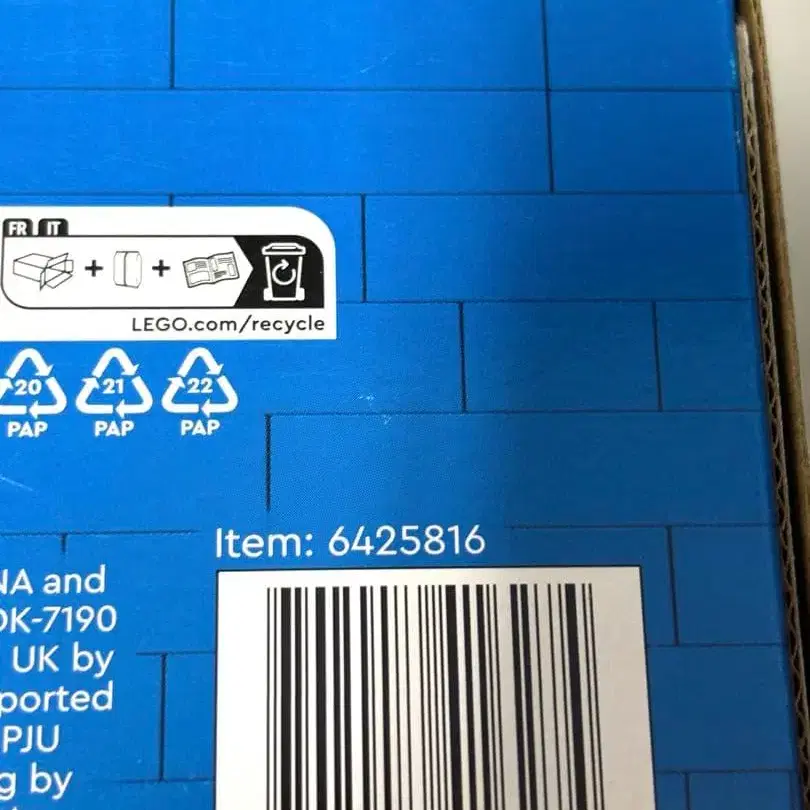 FR IT
LEGO.com/recycle
20 21 22
PAP PAP PAP
Item: 6425816
NA and
DK-7190
UK by
ported
PJU
g by